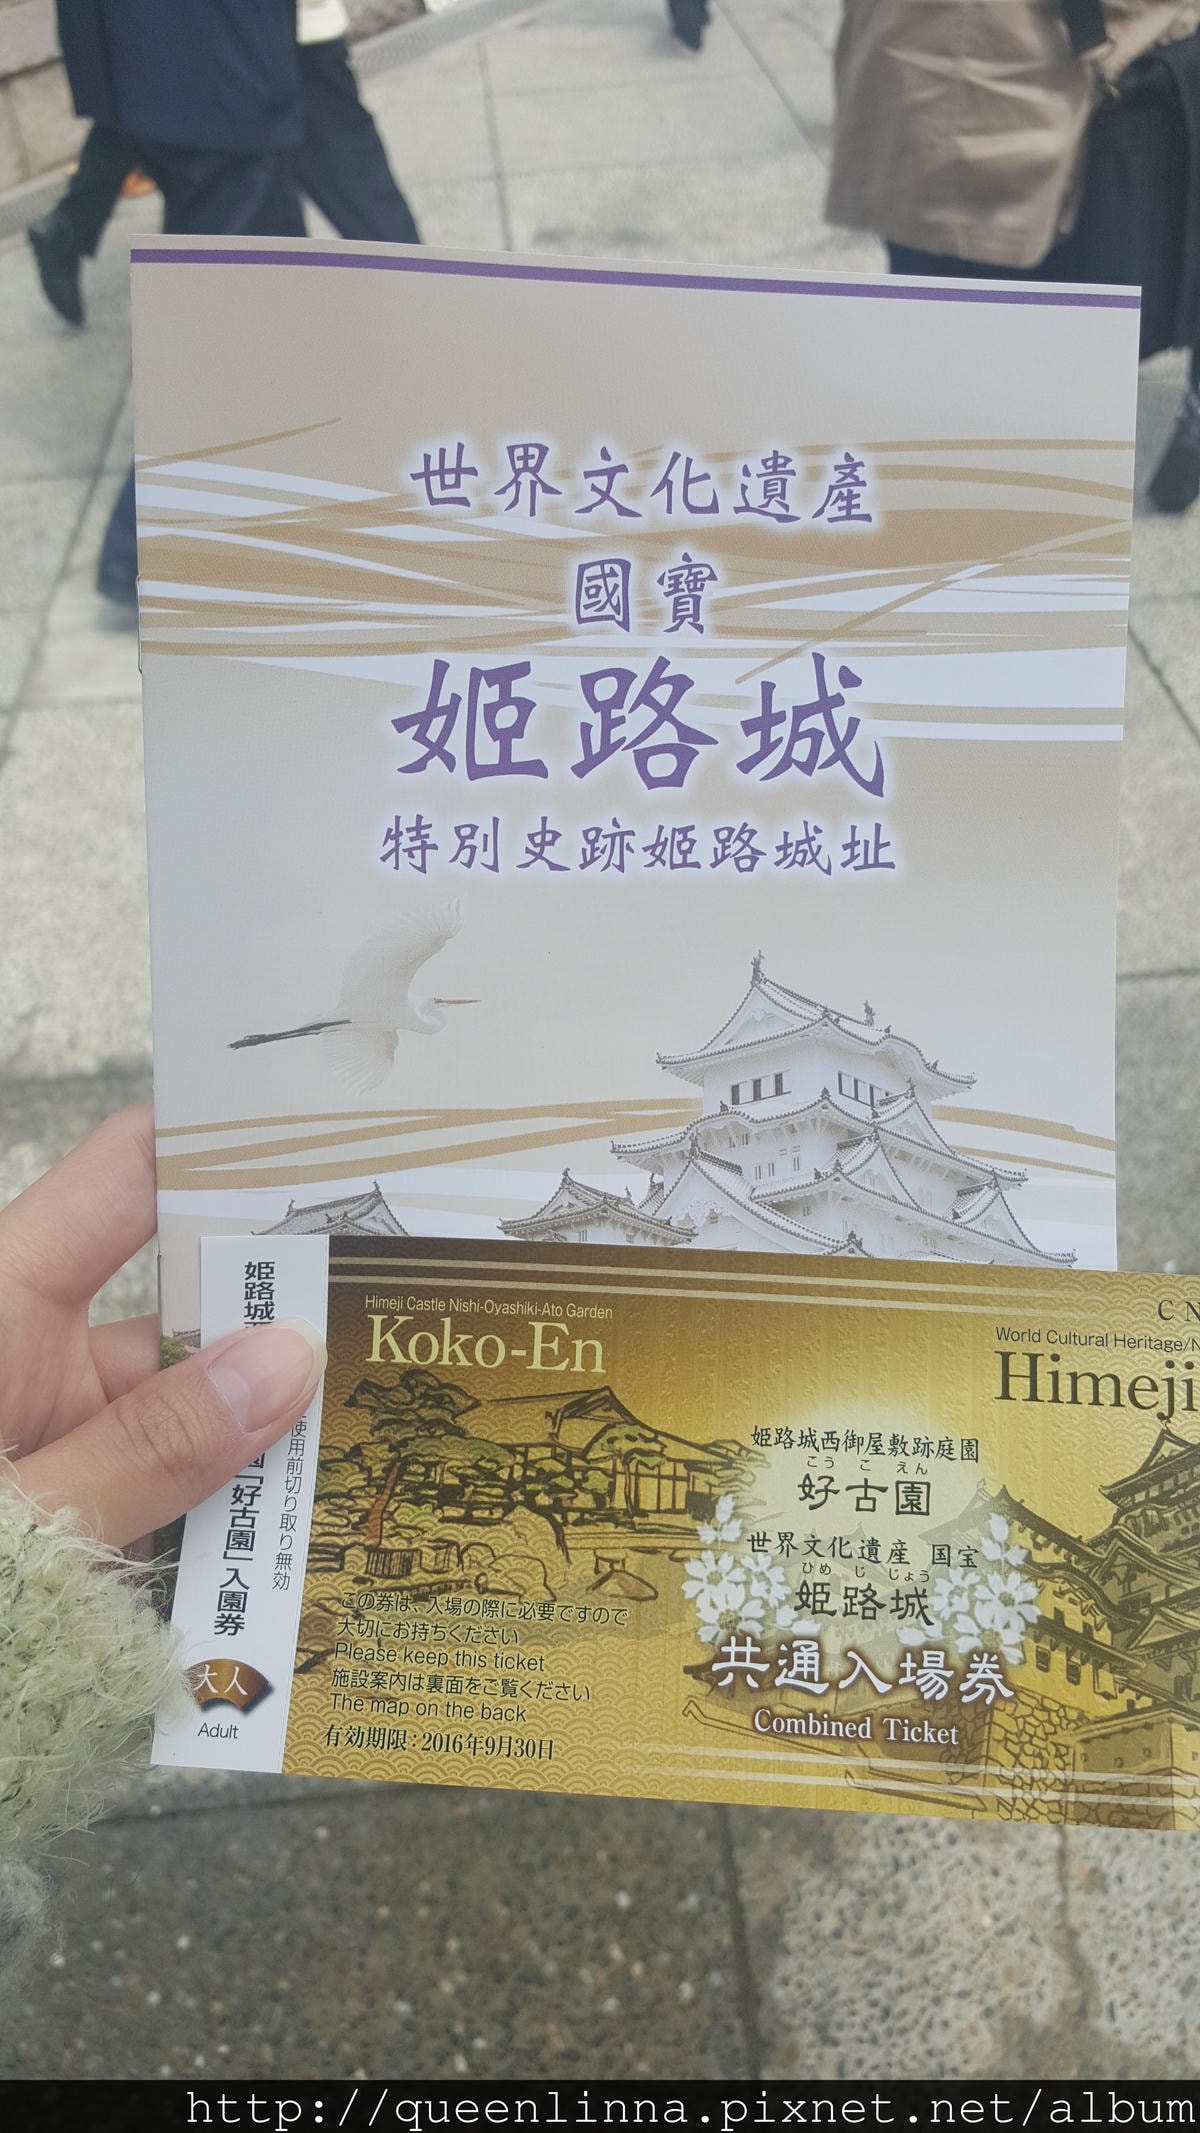 世界文化遺產
國寶
姬路城
特別史跡姬路城址
姫路城
「好古園」入園券
使用前切り取り無効
大人
Adult
Himeji Castle Nishi-Oyashiki-Ato Garden
Koko-En
World Cultural Heritage/
Himeji
姫路城西御屋敷跡庭園
こう こ えん
好古園
世界文化遺産 国宝
ひめ じ じょう
姫路城
共通入場券
Combined Ticket
この券は、入場の際に必要ですので
大切にお持ちください
Please keep this ticket
施設案内は裏面をご覧ください
The map on the back
有効期限：2016年9月30日
http://queenlinna.pixnet.net/album